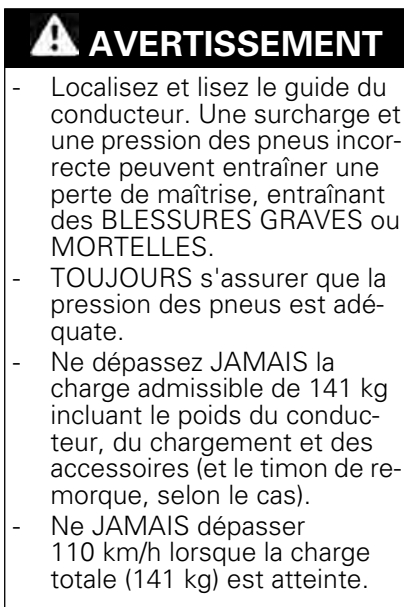 AVERTISSEMENT
- Localisez et lisez le guide du
conducteur. Une surcharge et
une pression des pneus incor-
recte peuvent entraîner une
perte de maîtrise, entraînant
des BLESSURES GRAVES ou
MORTELLES.
- TOUJOURS s'assurer que la
pression des pneus est adé-
quate.
- Ne dépassez JAMAIS la
charge admissible de 141 kg
incluant le poids du conduc-
teur, du chargement et des
accessoires (et le timon de re-
morque, selon le cas).
- Ne JAMAIS dépasser
110 km/h lorsque la charge
totale (141 kg) est atteinte.